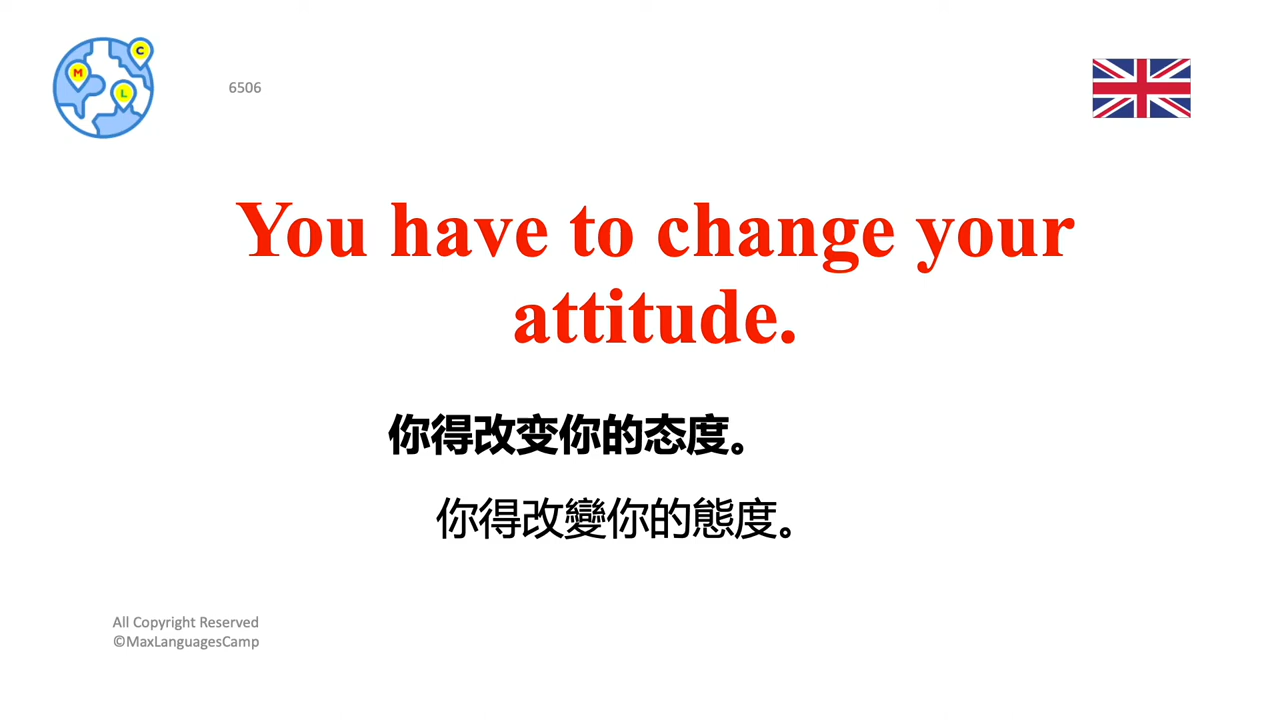 C
M
L
6506
You have to change your
attitude.
你得改变你的态度。
你得改變你的態度。
All Copyright Reserved
©MaxLanguagesCamp